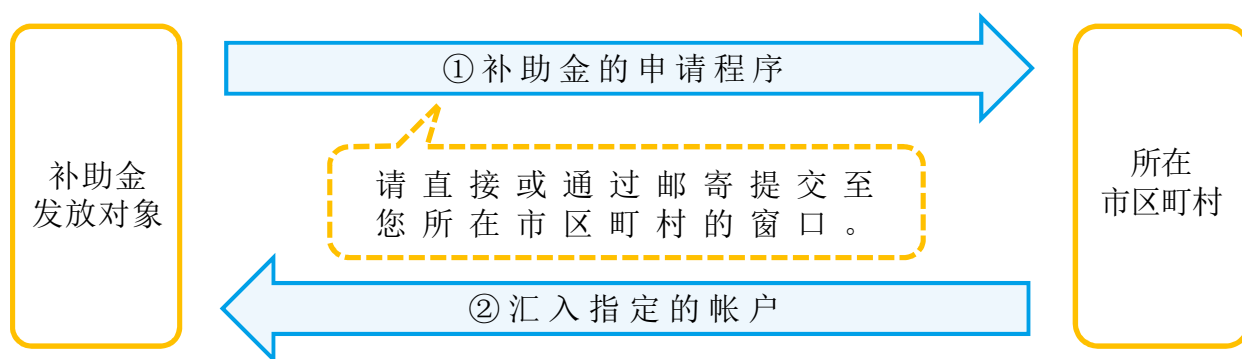 ①补助金的申请程序
补助金
发放对象
请直接或通过邮寄提交至
您所在市区町村的窗口。
所在
市区町村
②汇入指定的帐户